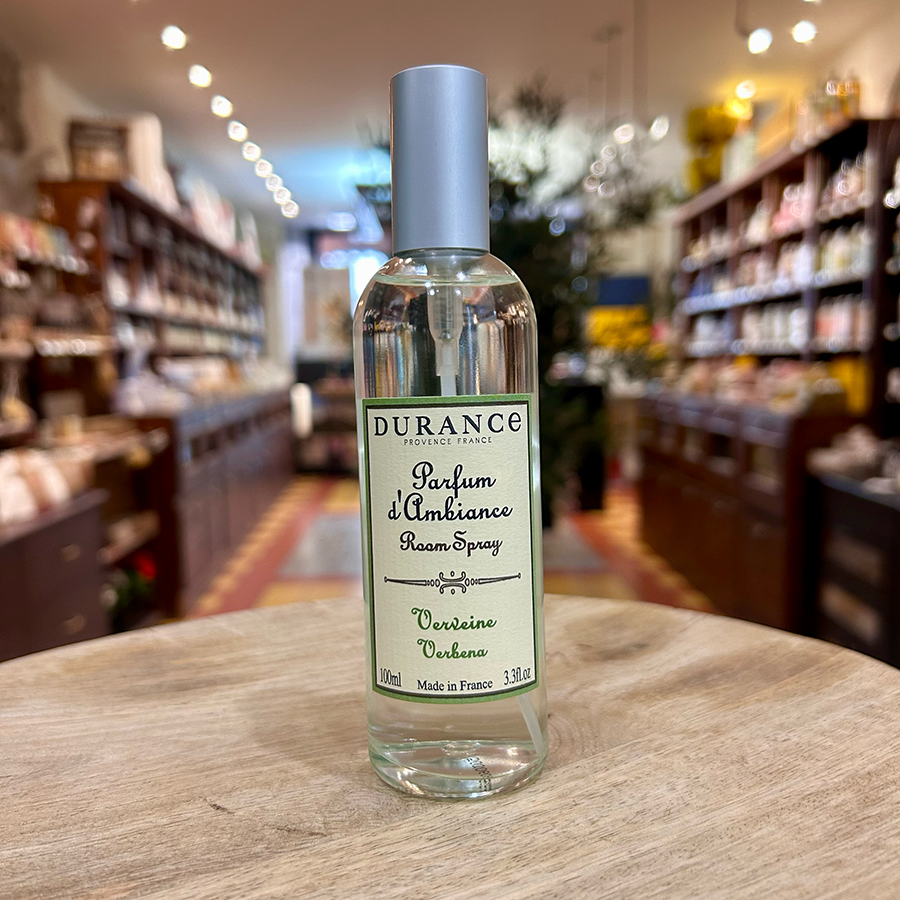 DURANCE
PROVENCE FRANCE
Parfum
d'Ambiance
Room Spray
Verveine
Verbena
100ml Made in France 3.3fl.oz